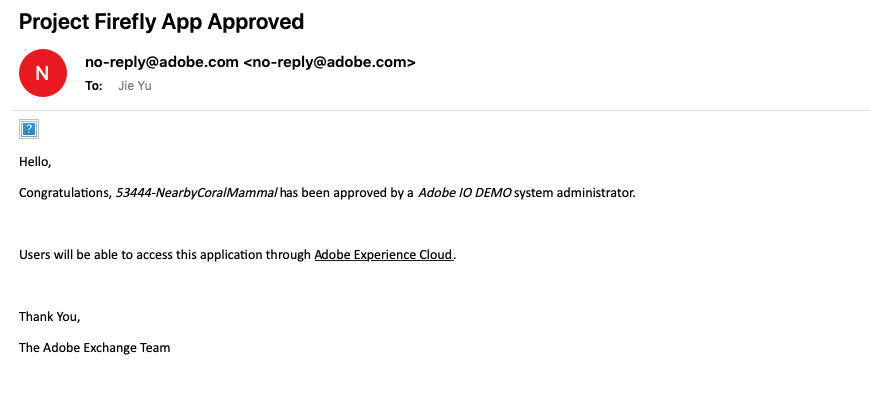 Project Firefly App Approved
N
no-reply@adobe.com <no-reply@adobe.com>
To: Jie Yu
?
Hello,
Congratulations, 53444-NearbyCoralMammal has been approved by a Adobe IO DEMO system administrator.
Users will be able to access this application through Adobe Experience Cloud.
Thank You,
The Adobe Exchange Team